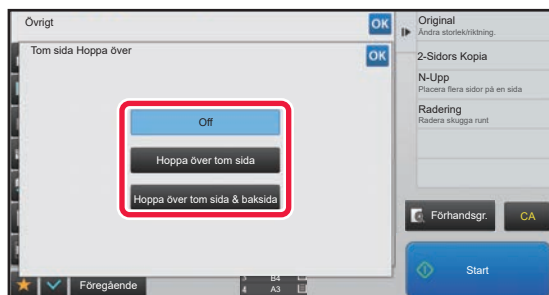 Övrigt
OK
Tom sida Hoppa över
OK
Off
Hoppa över tom sida
Hoppa över tom sida & baksida
Föregående
3 B4
4 A3
Original
Ändra storlek/riktning.
2-Sidors Kopia
N-Upp
Placera flera sidor på en sida
Radering
Radera skugga runt
Förhandsgr.
CA
Start